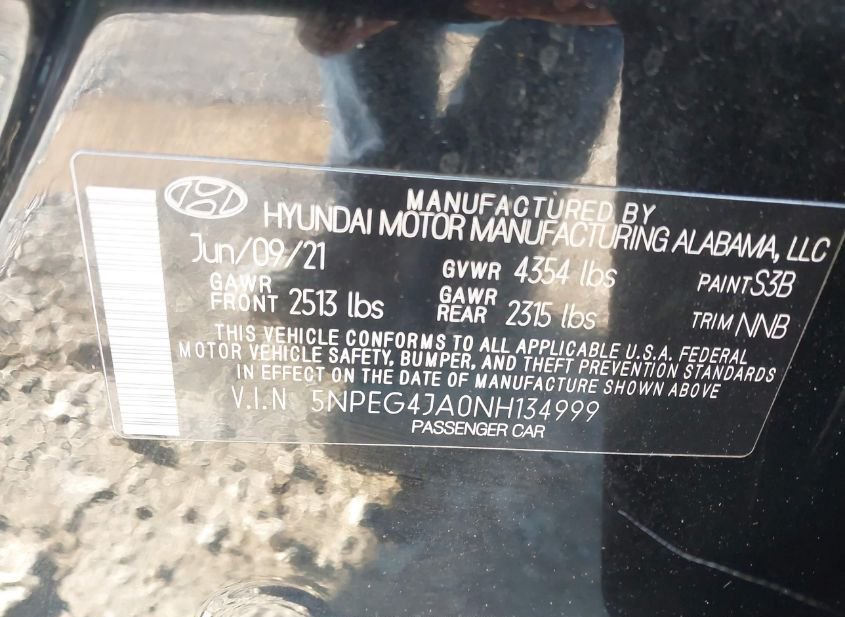 MANUFACTURED BY
HYUNDAI MOTOR MANUFACTURING ALABAMA, LLC
Jun/09/21 GVWR 4354 lbs PAINT S3B
GAWR FRONT 2513 lbs GAWR REAR 2315 lbs TRIM NNB
THIS VEHICLE CONFORMS TO ALL APPLICABLE U.S.A. FEDERAL
MOTOR VEHICLE SAFETY, BUMPER, AND THEFT PREVENTION STANDARDS
IN EFFECT ON THE DATE OF MANUFACTURE SHOWN ABOVE
V.I.N 5NPEG4JA0NH134999
PASSENGER CAR